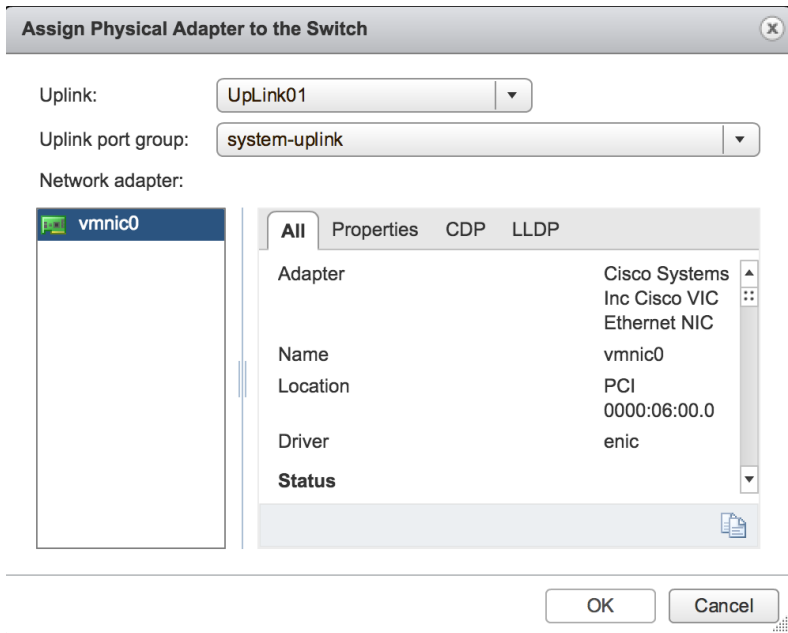 Assign Physical Adapter to the Switch
Uplink: UpLink01
Uplink port group: system-uplink
Network adapter:
vmnic0
All Properties CDP LLDP
Adapter Cisco Systems
Inc Cisco VIC
Ethernet NIC
Name vmnic0
Location PCI
0000:06:00.0
Driver enic
Status
OK Cancel